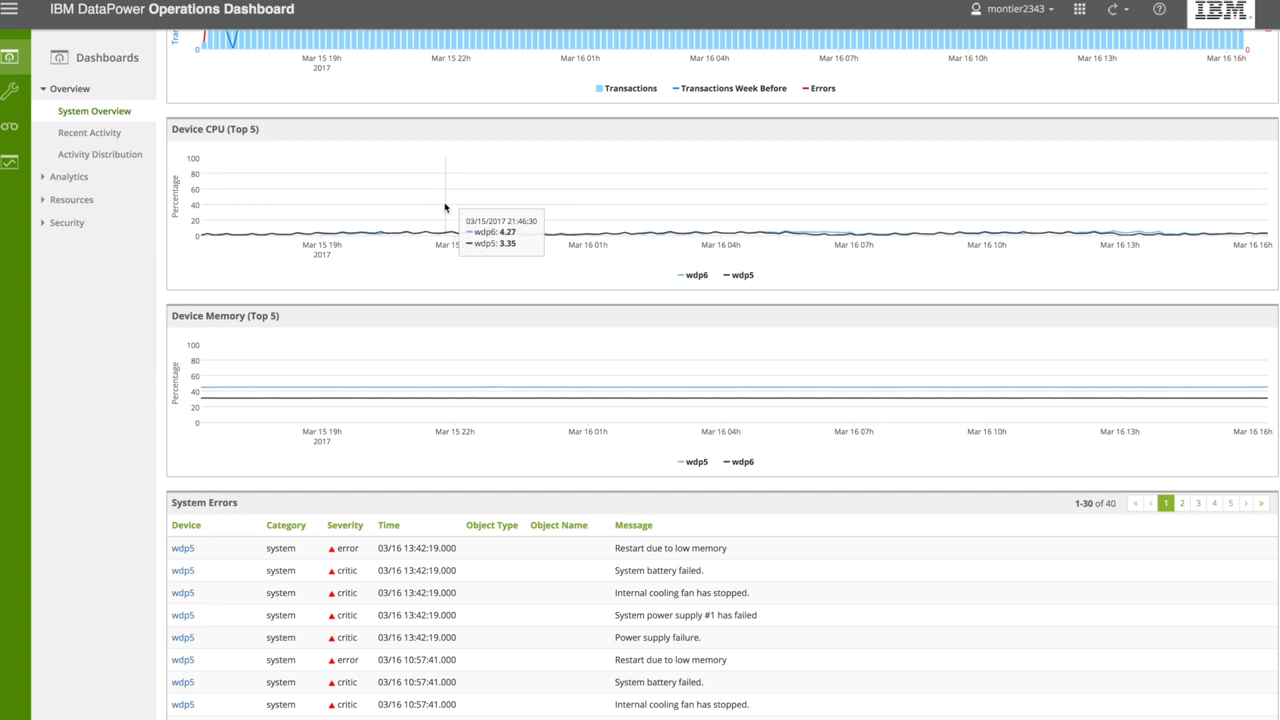 IBM DataPower Operations Dashboard
montier2343
IBM
Dashboards
Overview
System Overview
Recent Activity
Activity Distribution
Analytics
Resources
Security
0
0
Mar 15 19h Mar 15 22h Mar 16 01h Mar 16 04h Mar 16 07h Mar 16 10h Mar 16 13h Mar 16 16h
2017
Transactions Transactions Week Before Errors
Device CPU (Top 5)
Percentage
100
80
60
40
20
0
03/15/2017 21:46:30
wdp6: 4.27
wdp5: 3.35
Mar 15 19h Mar 15 Mar 16 01h Mar 16 04h Mar 16 07h Mar 16 10h Mar 16 13h Mar 16 16h
2017
wdp6 wdp5
Device Memory (Top 5)
Percentage
100
80
60
40
20
0
Mar 15 19h Mar 15 22h Mar 16 01h Mar 16 04h Mar 16 07h Mar 16 10h Mar 16 13h Mar 16 16h
2017
wdp5 wdp6
System Errors 1-30 of 40 « ‹ 1 2 3 4 5 › »
Device Category Severity Time Object Type Object Name Message
wdp5 system error 03/16 13:42:19.000 Restart due to low memory
wdp5 system critic 03/16 13:42:19.000 System battery failed.
wdp5 system critic 03/16 13:42:19.000 Internal cooling fan has stopped.
wdp5 system critic 03/16 13:42:19.000 System power supply #1 has failed
wdp5 system critic 03/16 13:42:19.000 Power supply failure.
wdp5 system error 03/16 10:57:41.000 Restart due to low memory
wdp5 system critic 03/16 10:57:41.000 System battery failed.
wdp5 system critic 03/16 10:57:41.000 Internal cooling fan has stopped.